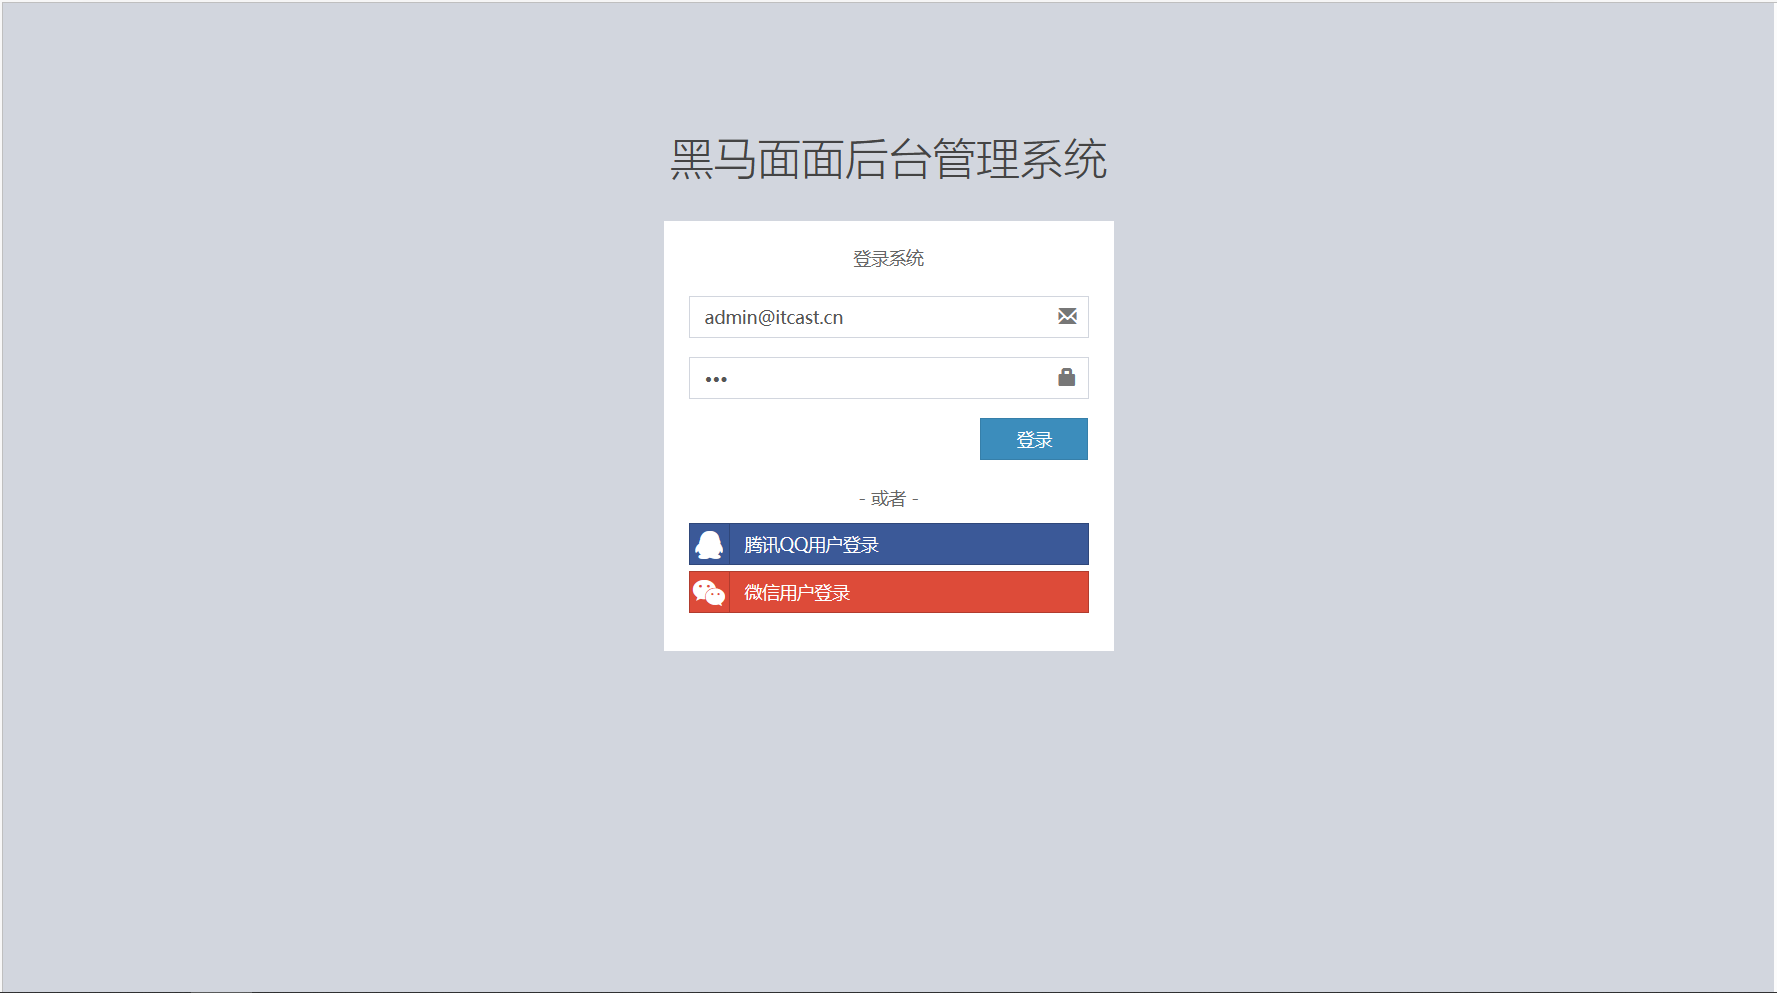 黑马面面后台管理系统
登录系统
admin@itcast.cn
•••
登录
- 或者 -
腾讯QQ用户登录
微信用户登录